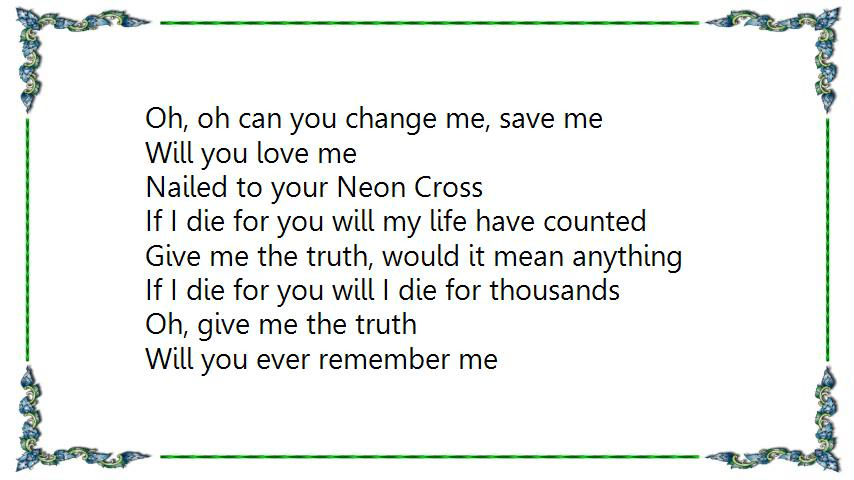 Oh, oh can you change me, save me
Will you love me
Nailed to your Neon Cross
If I die for you will my life have counted
Give me the truth, would it mean anything
If I die for you will I die for thousands
Oh, give me the truth
Will you ever remember me